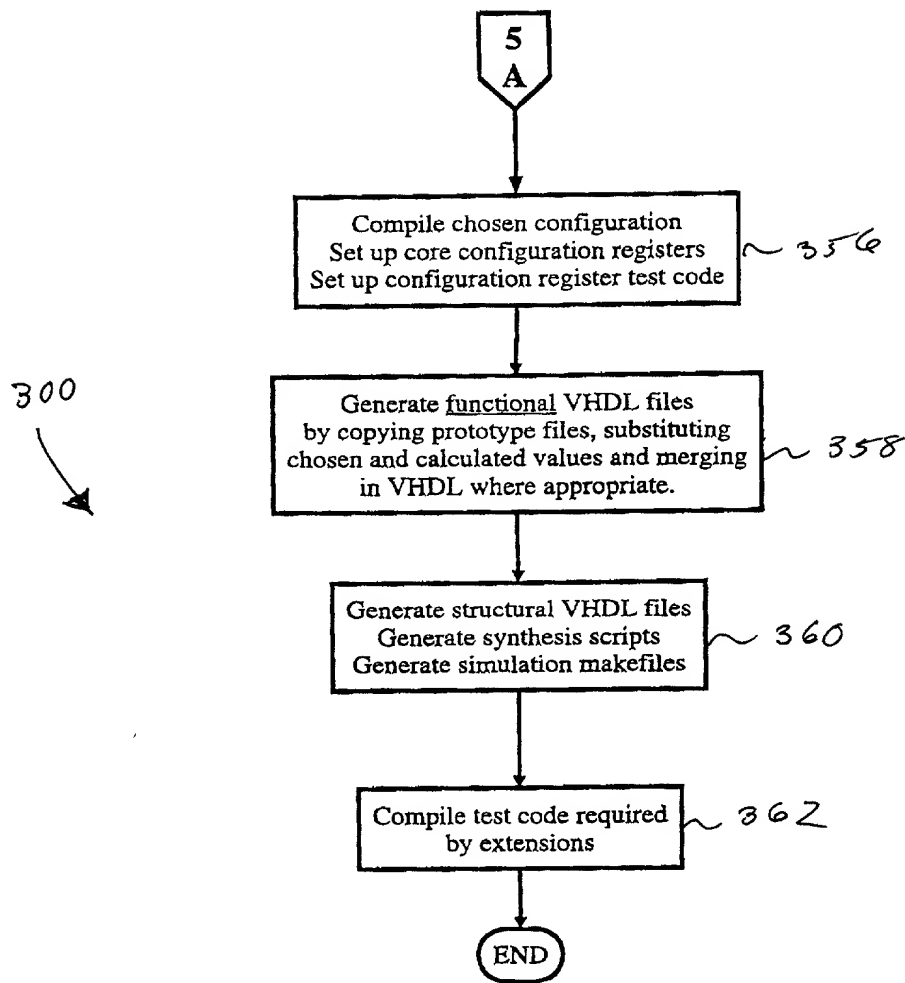 5
A
Compile chosen configuration
Set up core configuration registers
Set up configuration register test code
356
300
Generate functional VHDL files
by copying prototype files, substituting
chosen and calculated values and merging
in VHDL where appropriate.
358
Generate structural VHDL files
Generate synthesis scripts
Generate simulation makefiles
360
Compile test code required
by extensions
362
END